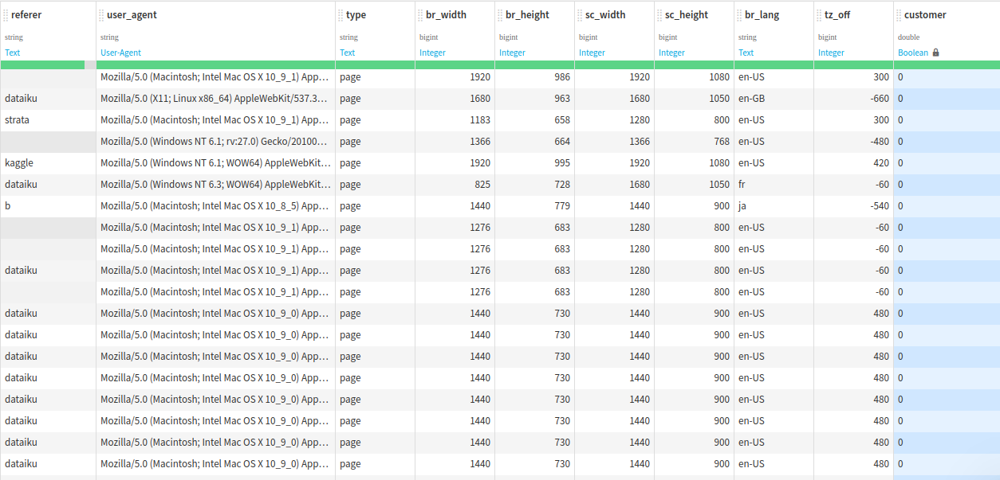 referer user_agent type br_width br_height sc_width sc_height br_lang tz_off customer
string string string bigint bigint bigint bigint string bigint double
Text User-Agent Text Integer Integer Integer Integer Text Integer Boolean
Mozilla/5.0 (Macintosh; Intel Mac OS X 10_9_1) App... page 1920 986 1920 1080 en-US 300 0
dataiku Mozilla/5.0 (X11; Linux x86_64) AppleWebKit/537.3... page 1680 963 1680 1050 en-GB -660 0
strata Mozilla/5.0 (Macintosh; Intel Mac OS X 10_9_1) App... page 1183 658 1280 800 en-US 300 0
Mozilla/5.0 (Windows NT 6.1; rv:27.0) Gecko/20100... page 1366 664 1366 768 en-US -480 0
kaggle Mozilla/5.0 (Windows NT 6.1; WOW64) AppleWebKit... page 1920 995 1920 1080 en-US 420 0
dataiku Mozilla/5.0 (Windows NT 6.3; WOW64) AppleWebKit... page 825 728 1680 1050 fr -60 0
b Mozilla/5.0 (Macintosh; Intel Mac OS X 10_8_5) App... page 1440 779 1440 900 ja -540 0
Mozilla/5.0 (Macintosh; Intel Mac OS X 10_9_1) App... page 1276 683 1280 800 en-US -60 0
Mozilla/5.0 (Macintosh; Intel Mac OS X 10_9_1) App... page 1276 683 1280 800 en-US -60 0
dataiku Mozilla/5.0 (Macintosh; Intel Mac OS X 10_9_1) App... page 1276 683 1280 800 en-US -60 0
Mozilla/5.0 (Macintosh; Intel Mac OS X 10_9_1) App... page 1276 683 1280 800 en-US -60 0
dataiku Mozilla/5.0 (Macintosh; Intel Mac OS X 10_9_0) App... page 1440 730 1440 900 en-US 480 0
dataiku Mozilla/5.0 (Macintosh; Intel Mac OS X 10_9_0) App... page 1440 730 1440 900 en-US 480 0
dataiku Mozilla/5.0 (Macintosh; Intel Mac OS X 10_9_0) App... page 1440 730 1440 900 en-US 480 0
dataiku Mozilla/5.0 (Macintosh; Intel Mac OS X 10_9_0) App... page 1440 730 1440 900 en-US 480 0
dataiku Mozilla/5.0 (Macintosh; Intel Mac OS X 10_9_0) App... page 1440 730 1440 900 en-US 480 0
dataiku Mozilla/5.0 (Macintosh; Intel Mac OS X 10_9_0) App... page 1440 730 1440 900 en-US 480 0
dataiku Mozilla/5.0 (Macintosh; Intel Mac OS X 10_9_0) App... page 1440 730 1440 900 en-US 480 0
dataiku Mozilla/5.0 (Macintosh; Intel Mac OS X 10_9_0) App... page 1440 730 1440 900 en-US 480 0